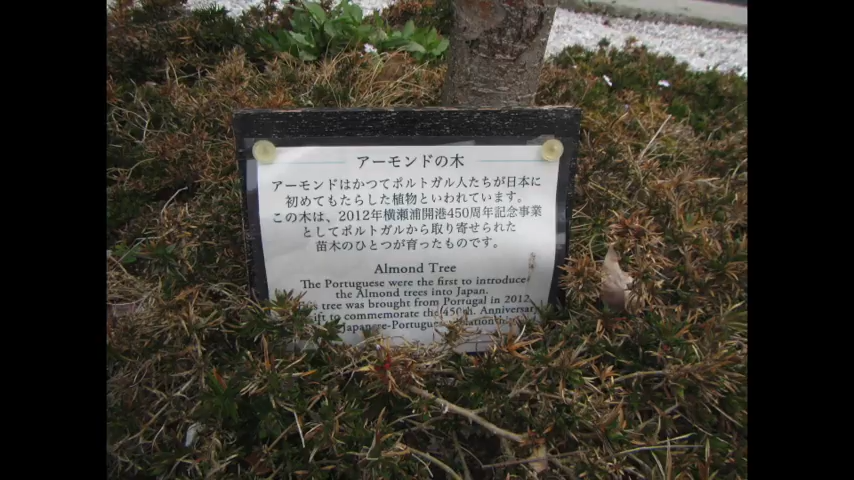 アーモンドの木
アーモンドはかつてポルトガル人たちが日本に
初めてもたらした植物といわれています。
この木は、2012年横瀬浦開港450周年記念事業
としてポルトガルから取り寄せられた
苗木のひとつが育ったものです。
Almond Tree
The Portuguese were the first to introduce
the Almond trees into Japan.
tree was brought from Portugal in 2012
to commemorate the 450th. Anniversary